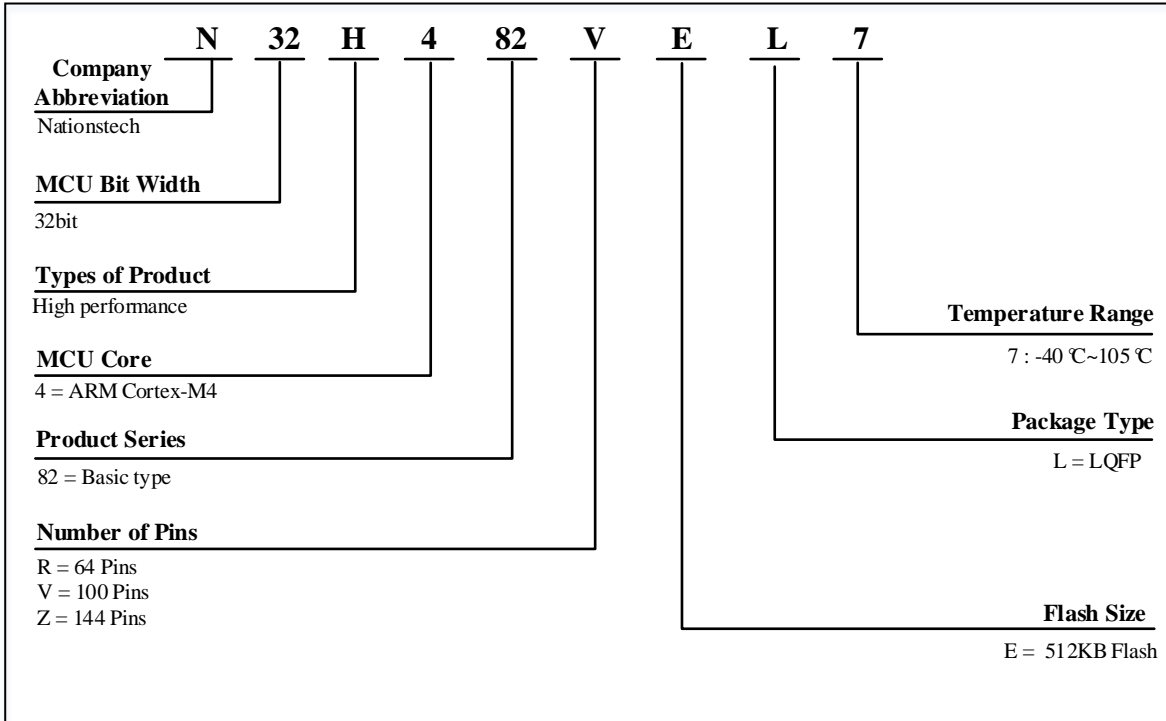 N 32 H 4 82 V E L 7
Company
Abbreviation
Nationstech
MCU Bit Width
32bit
Types of Product
High performance
MCU Core
4 = ARM Cortex-M4
Product Series
82 = Basic type
Number of Pins
R = 64 Pins
V = 100 Pins
Z = 144 Pins
Temperature Range
7 : -40 ℃~105 ℃
Package Type
L = LQFP
Flash Size
E = 512KB Flash